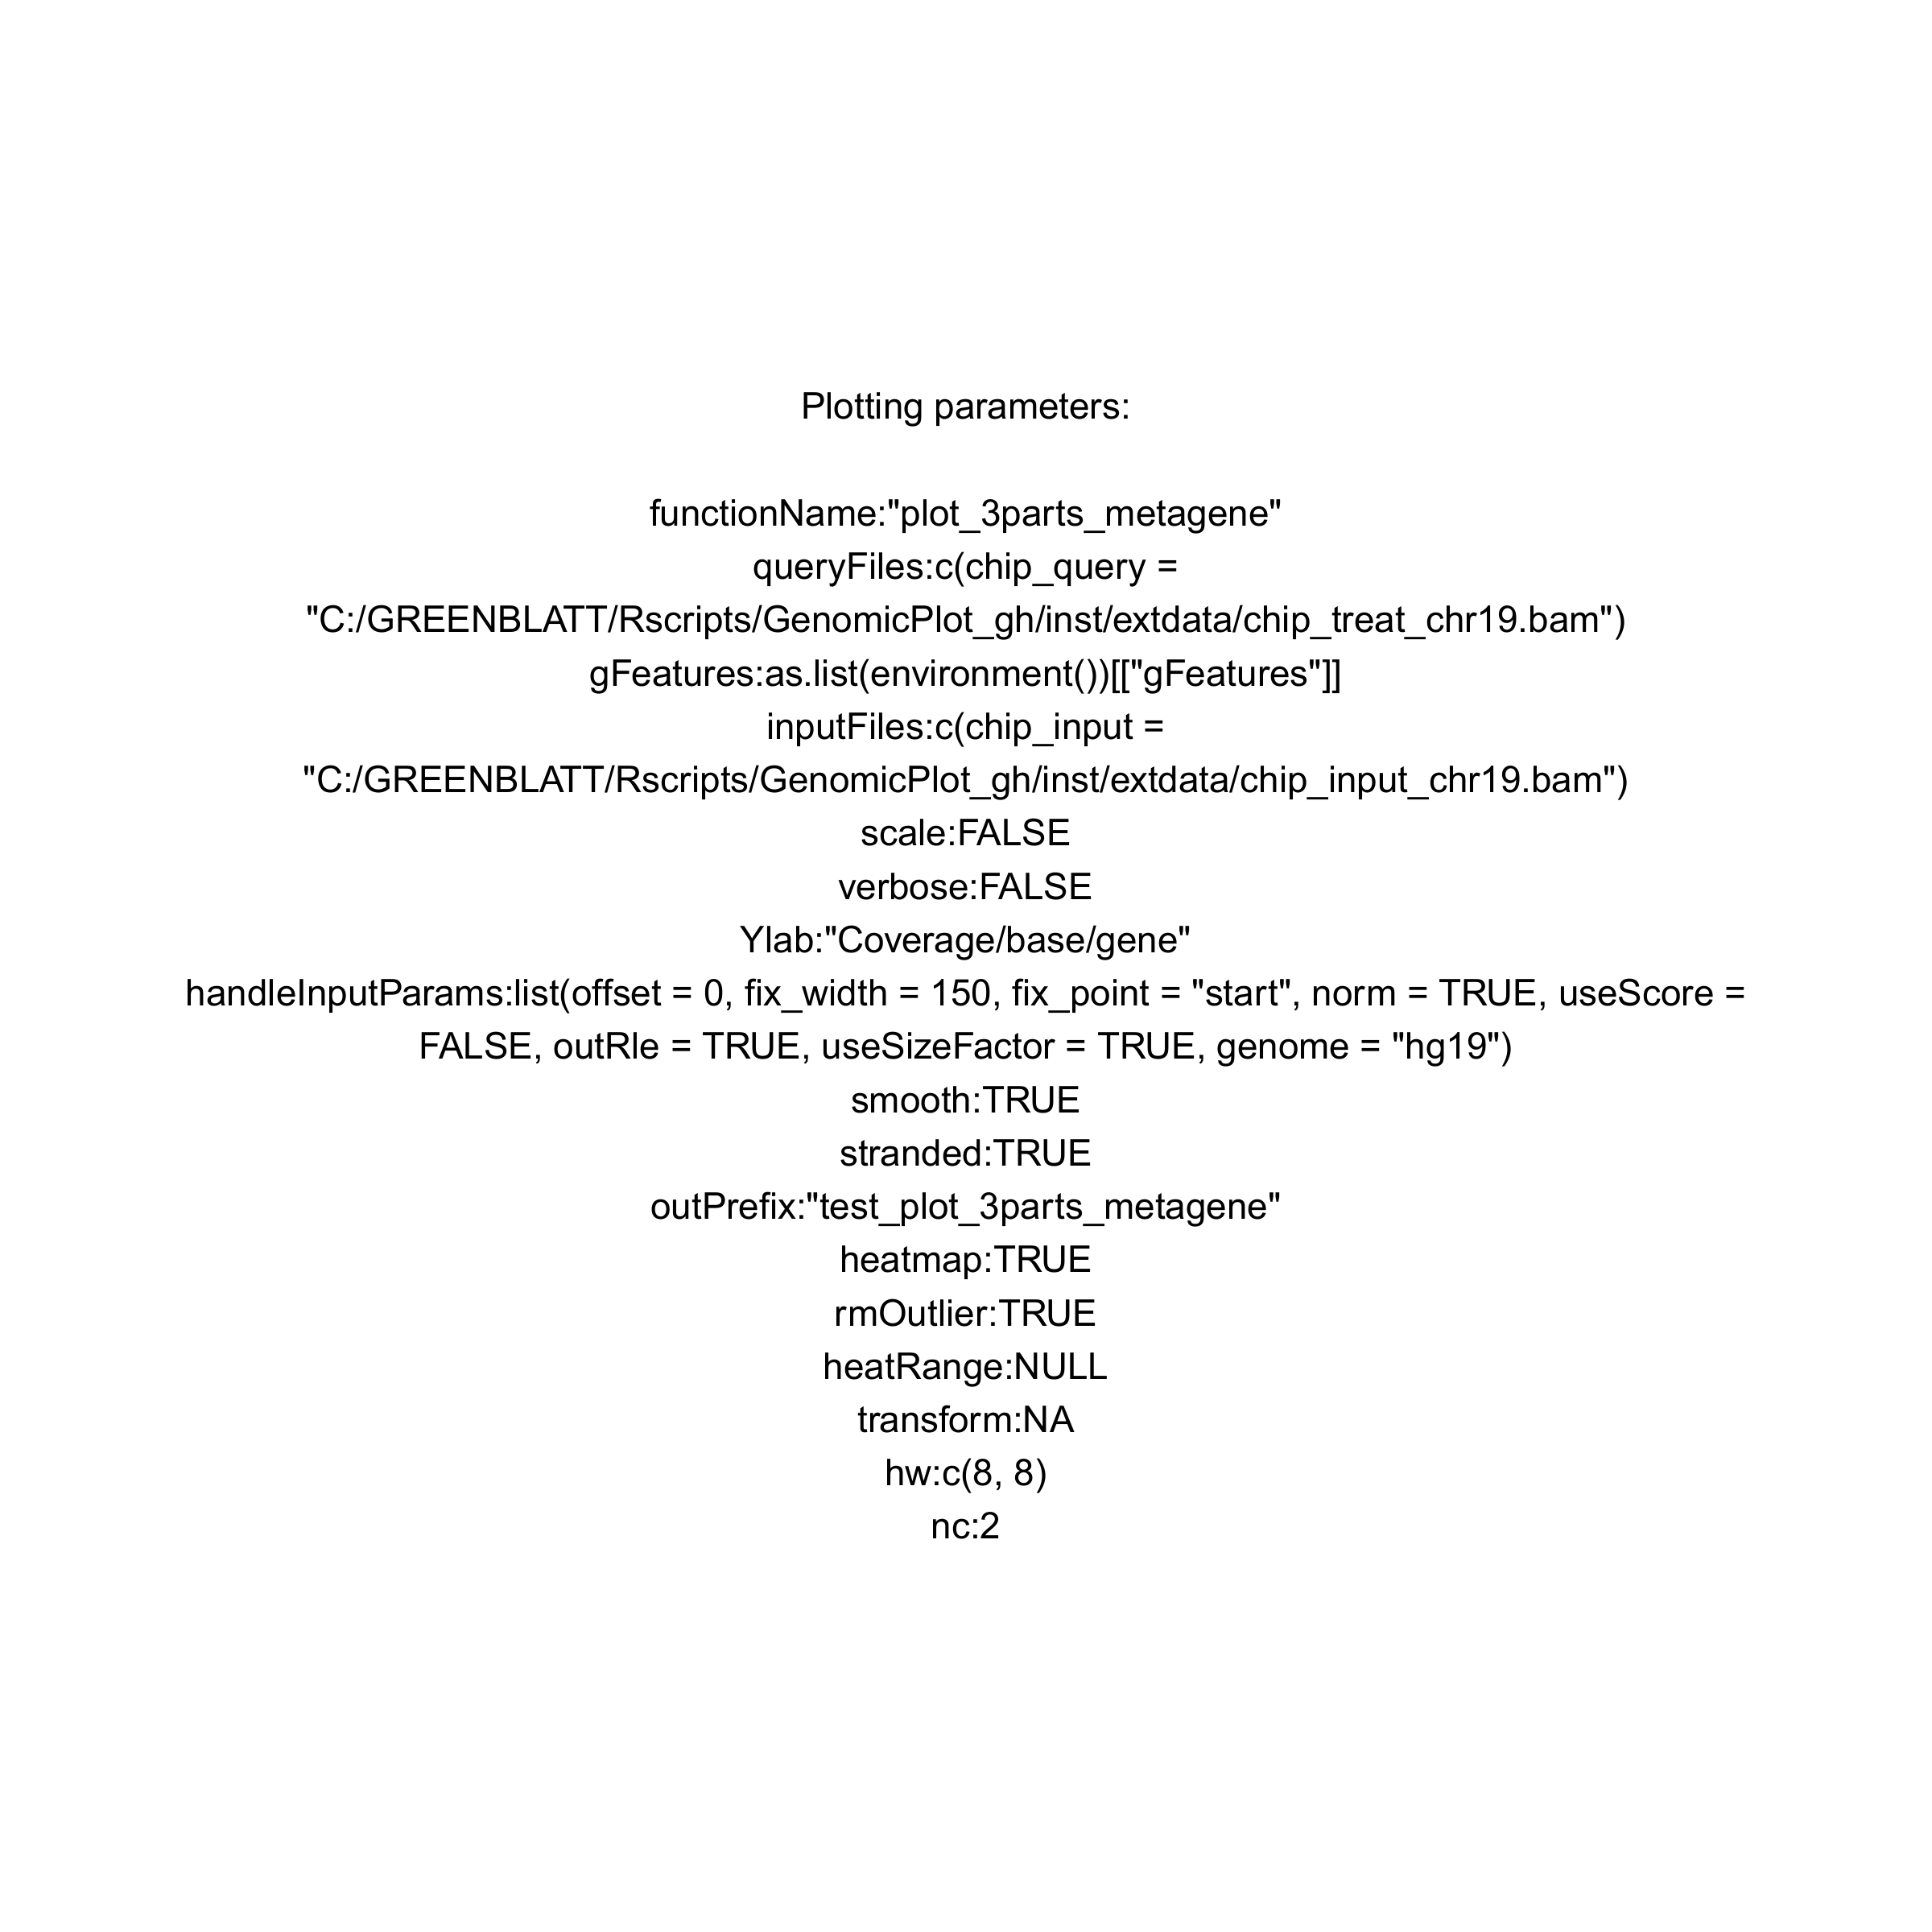 Plotting parameters:
functionName:"plot_3parts_metagene"
queryFiles:c(chip_query =
"C:/GREENBLATT/Rscripts/GenomicPlot_gh/inst/extdata/chip_treat_chr19.bam")
gFeatures:as.list(environment())[["gFeatures"]]
inputFiles:c(chip_input =
"C:/GREENBLATT/Rscripts/GenomicPlot_gh/inst/extdata/chip_input_chr19.bam")
scale:FALSE
verbose:FALSE
Ylab:"Coverage/base/gene"
handleInputParams:list(offset = 0, fix_width = 150, fix_point = "start", norm = TRUE, useScore =
FALSE, outRle = TRUE, useSizeFactor = TRUE, genome = "hg19")
smooth:TRUE
stranded:TRUE
outPrefix:"test_plot_3parts_metagene"
heatmap:TRUE
rmOutlier:TRUE
heatRange:NULL
transform:NA
hw:c(8, 8)
nc:2